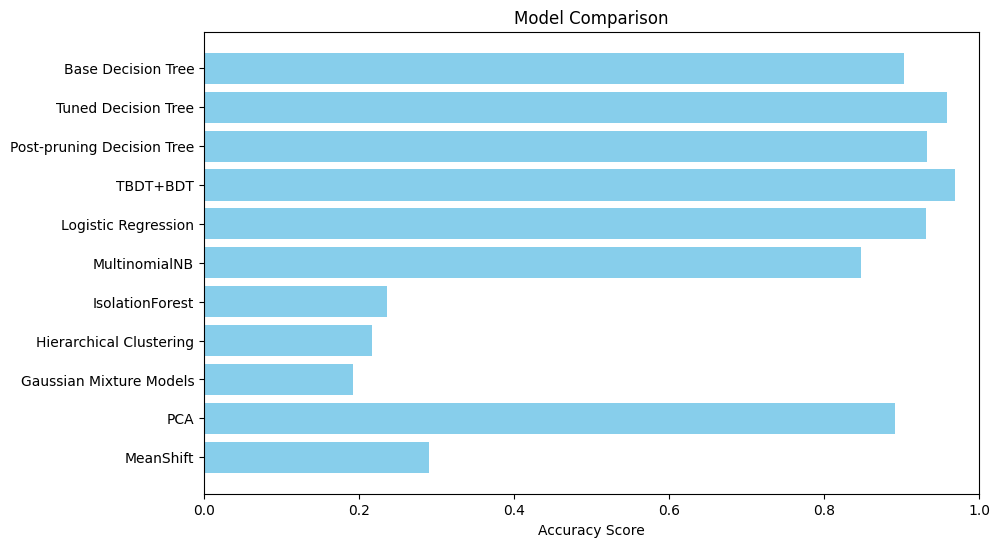 Model Comparison
Base Decision Tree
Tuned Decision Tree
Post-pruning Decision Tree
TBDT+BDT
Logistic Regression
MultinomialNB
IsolationForest
Hierarchical Clustering
Gaussian Mixture Models
PCA
MeanShift
0.0 0.2 0.4 0.6 0.8 1.0
Accuracy Score